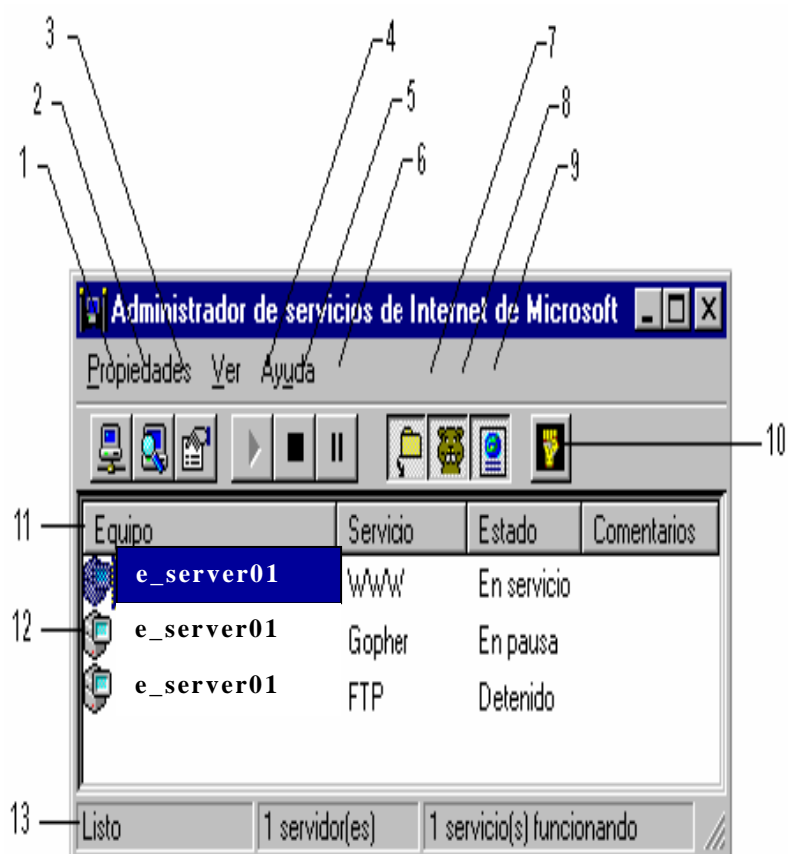 3 4 7
2 5 8
1 6 9
Administrador de servicios de Internet de Microsoft
Propiedades Ver Ayuda
10
11 Equipo Servicio Estado Comentarios
e_server01 WWW En servicio
12 e_server01 Gopher En pausa
e_server01 FTP Detenido
13 Listo 1 servidor(es) 1 servicio(s) funcionando